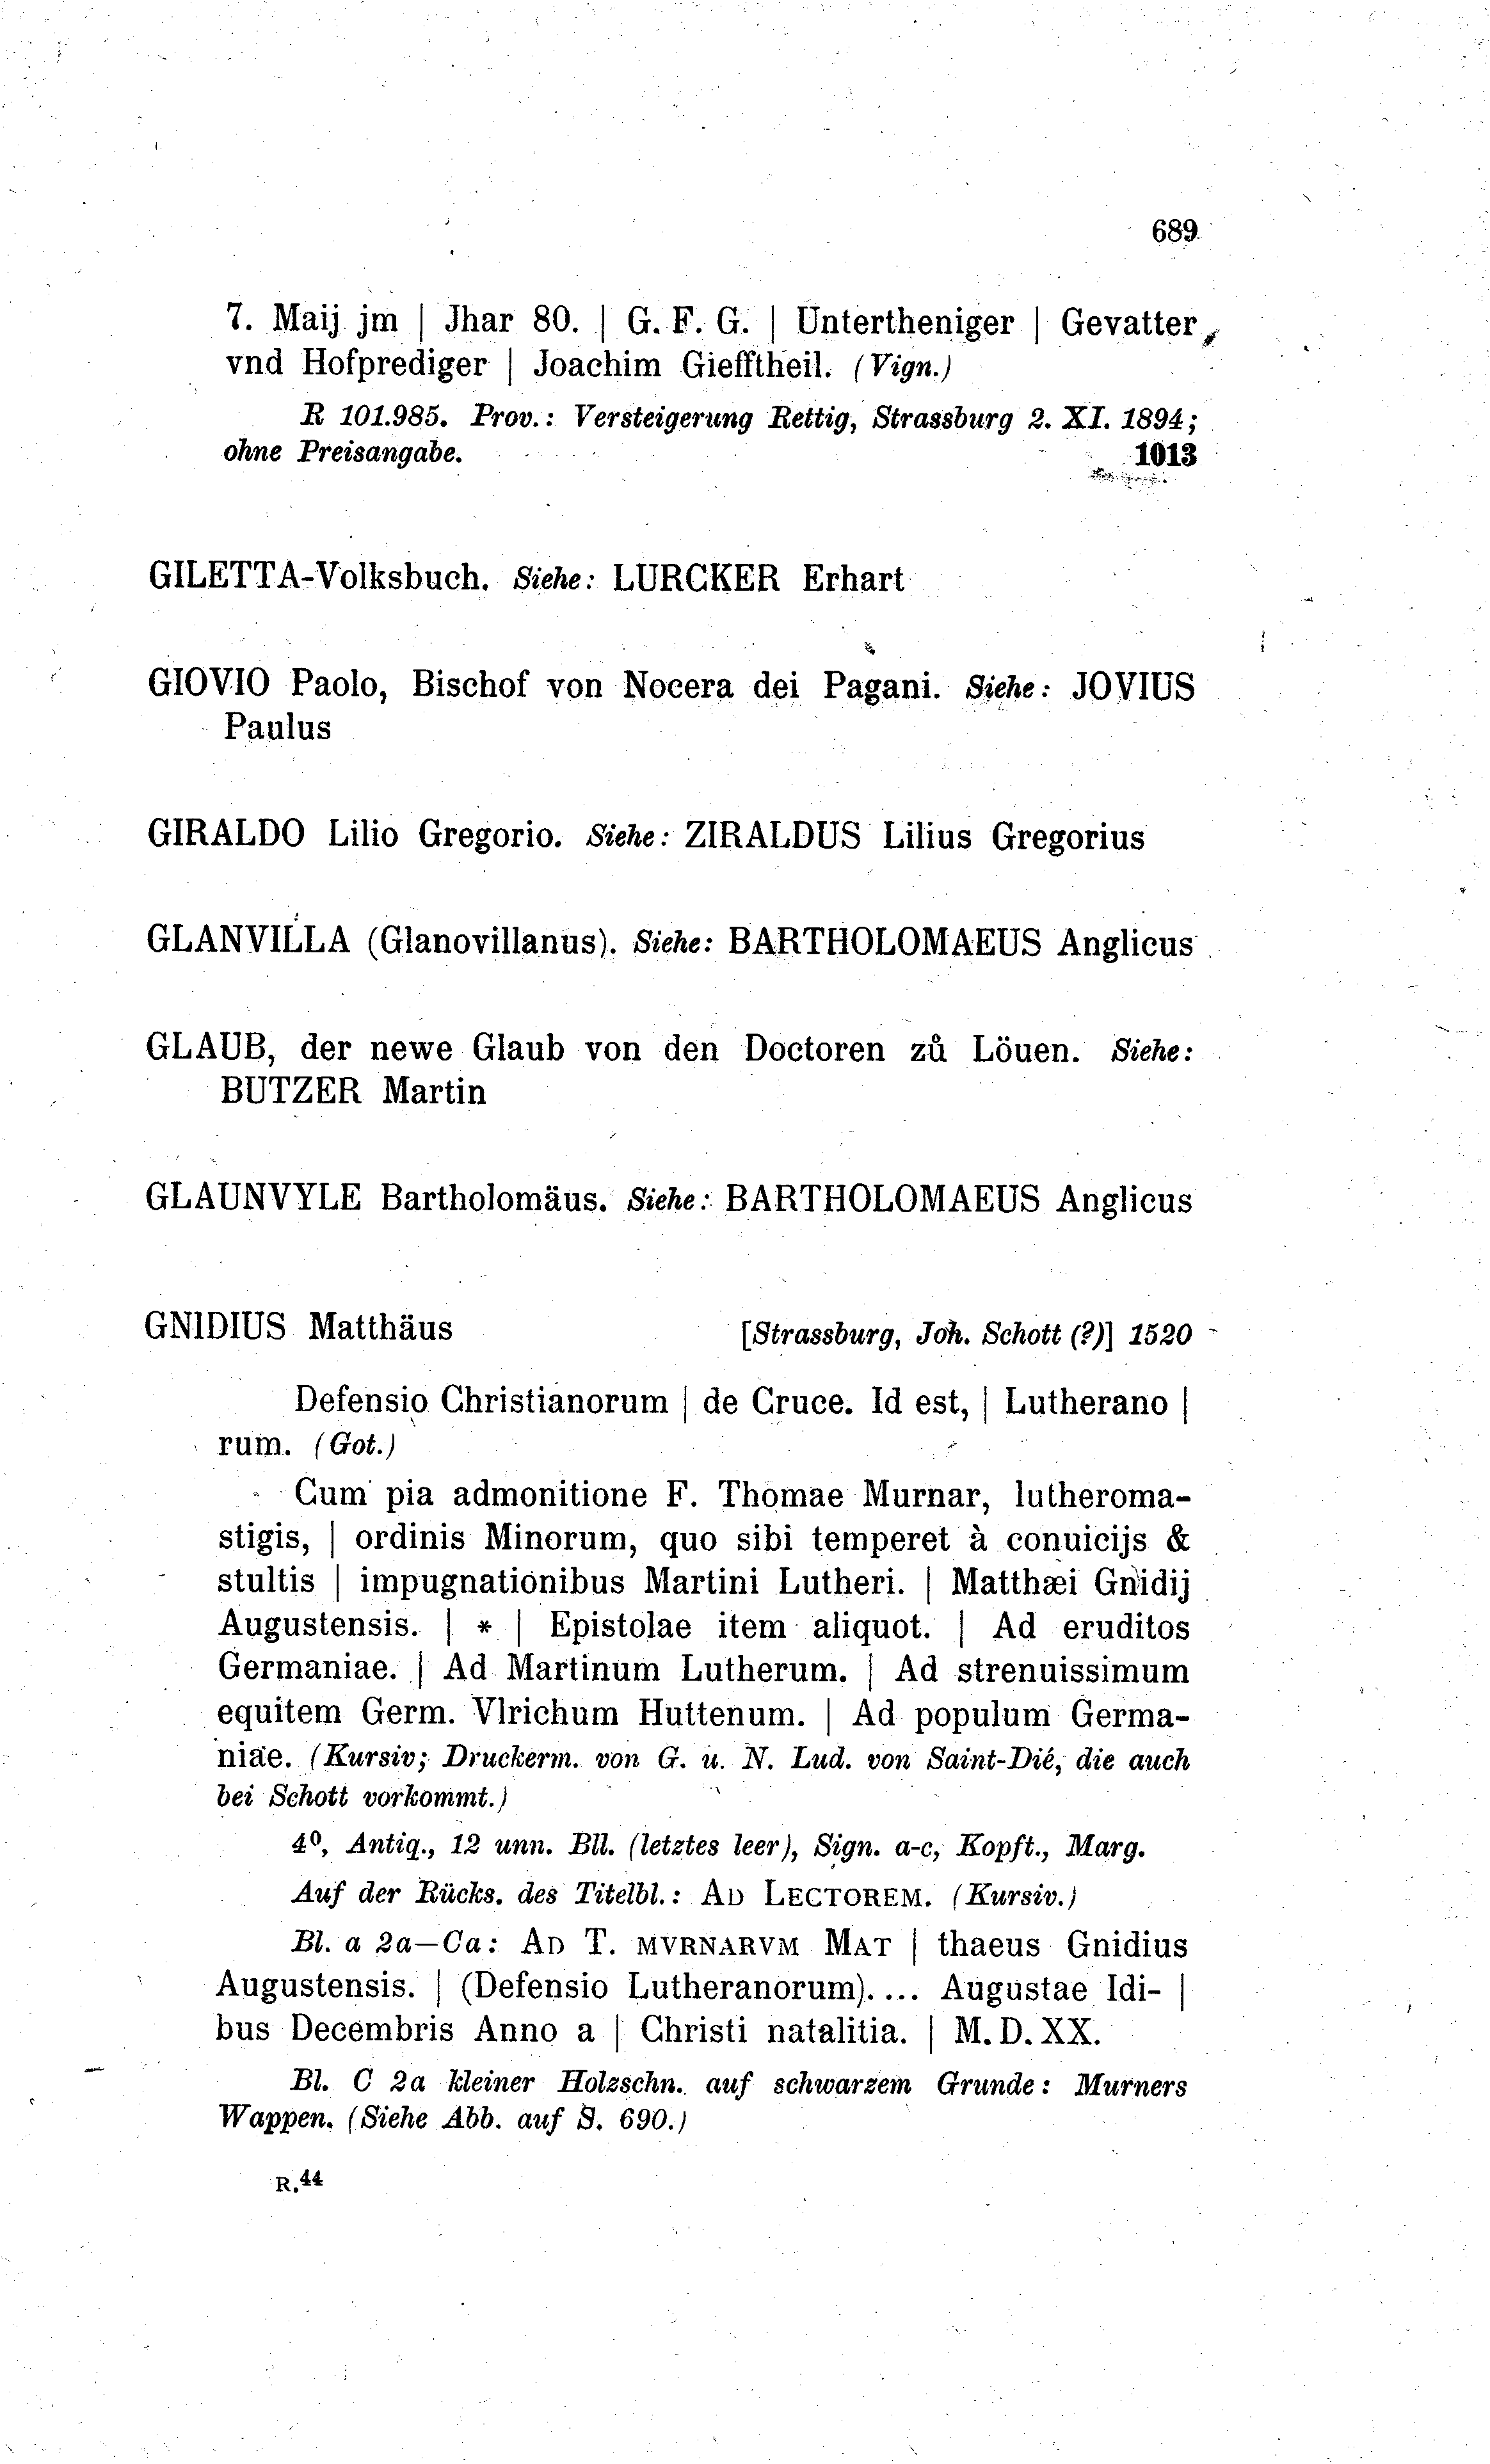 689
7. Maij jm | Jhar 80. | G. F. G. | Untertheniger | Gevatter,
vnd Hofprediger | Joachim Giefftheil. (Vign.)
R 101.985. Prov.: Versteigerung Rettig, Strassburg 2. XI. 1894;
ohne Preisangabe. 1013
GILETTA-Volksbuch. Siehe: LURCKER Erhart
GIOVIO Paolo, Bischof von Nocera dei Pagani. Siehe: JOVIUS
Paulus
GIRALDO Lilio Gregorio. Siehe: ZIRALDUS Lilius Gregorius
GLANVILLA (Glanovillanus). Siehe: BARTHOLOMAEUS Anglicus
GLAUB, der newe Glaub von den Doctoren zů Löuen. Siehe:
BUTZER Martin
GLAUNVYLE Bartholomäus. Siehe: BARTHOLOMAEUS Anglicus
GNIDIUS Matthäus [Strassburg, Joh. Schott (?)] 1520
Defensio Christianorum | de Cruce. Id est, | Lutherano |
rum. (Got.)
Cum pia admonitione F. Thomae Murnar, lutheroma-
stigis, | ordinis Minorum, quo sibi temperet à conuicijs &
stultis | impugnationibus Martini Lutheri. | Matthæi Gnidij
Augustensis. | * | Epistolae item aliquot. | Ad eruditos
Germaniae. | Ad Martinum Lutherum. | Ad strenuissimum
equitem Germ. Vlrichum Huttenum. | Ad populum Germa-
niae. (Kursiv; Druckerm. von G. u. N. Lud. von Saint-Dié, die auch
bei Schott vorkommt.)
4⁰, Antiq., 12 unn. Bll. (letztes leer), Sign. a-c, Kopft., Marg.
Auf der Rücks. des Titelbl.: AD LECTOREM. (Kursiv.)
Bl. a 2a—Ca: AD T. MVRNARVM MAT | thaeus Gnidius
Augustensis. | (Defensio Lutheranorum). ... Augustae Idi- |
bus Decembris Anno a | Christi natalitia. | M. D. XX.
Bl. C 2a kleiner Holzschn. auf schwarzem Grunde: Murners
Wappen. (Siehe Abb. auf S. 690.)
R. 44